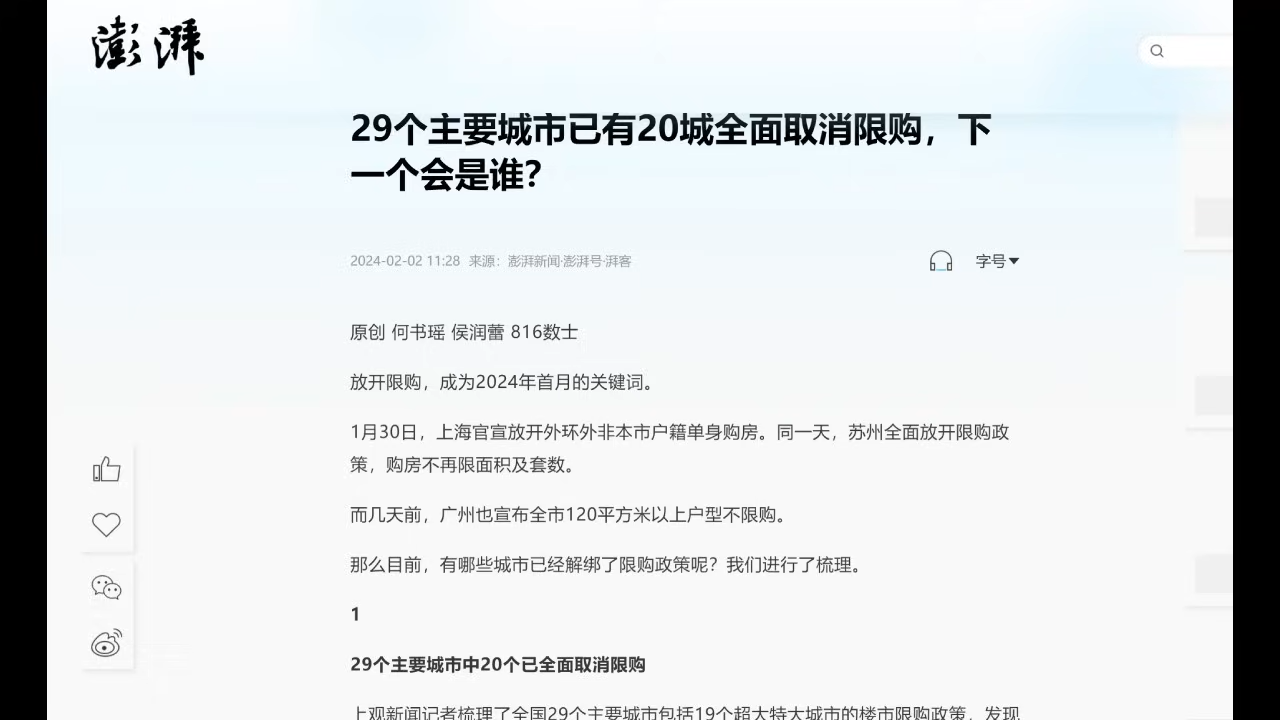 澎湃
29个主要城市已有20城全面取消限购，下
一个会是谁？
2024-02-02 11:28 来源：澎湃新闻·澎湃号·湃客
字号
原创 何书瑶 侯润蕾 816数士
放开限购，成为2024年首月的关键词。
1月30日，上海官宣放开外环外非本市户籍单身购房。同一天，苏州全面放开限购政
策，购房不再限面积及套数。
而几天前，广州也宣布全市120平方米以上户型不限购。
那么目前，有哪些城市已经解绑了限购政策呢？我们进行了梳理。
1
29个主要城市中20个已全面取消限购
上观新闻记者梳理了全国29个主要城市包括19个超大特大城市的楼市限购政策，发现